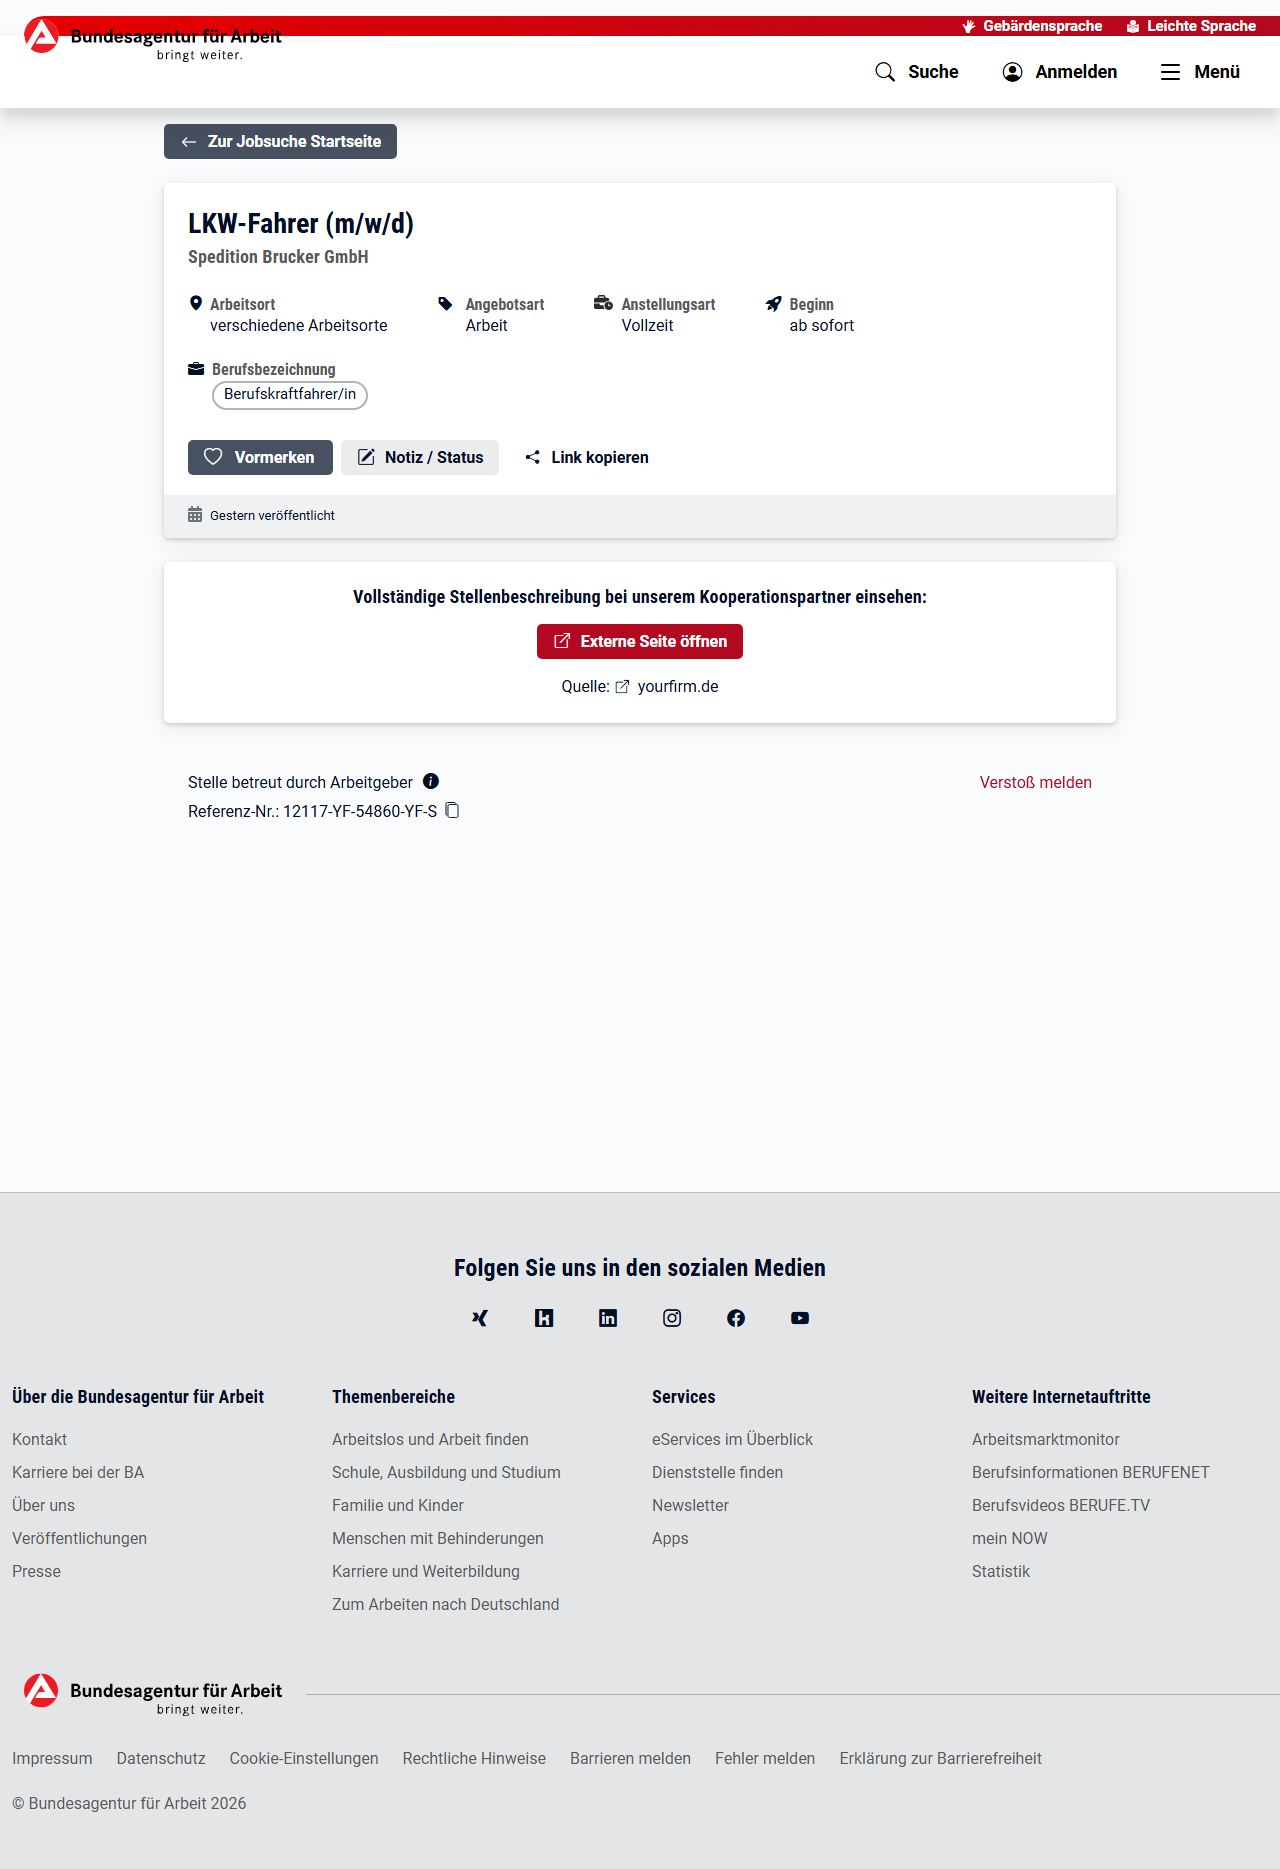 Bundesagentur für Arbeit
bringt weiter.
Gebärdensprache
Leichte Sprache
Suche
Anmelden
Menü
Zur Jobsuche Startseite
LKW-Fahrer (m/w/d)
Spedition Brucker GmbH
Arbeitsort
verschiedene Arbeitsorte
Angebotsart
Arbeit
Anstellungsart
Vollzeit
Beginn
ab sofort
Berufsbezeichnung
Berufskraftfahrer/in
Vormerken
Notiz / Status
Link kopieren
Gestern veröffentlicht
Vollständige Stellenbeschreibung bei unserem Kooperationspartner einsehen:
Externe Seite öffnen
Quelle: yourfirm.de
Stelle betreut durch Arbeitgeber
Verstoß melden
Referenz-Nr.: 12117-YF-54860-YF-S
Folgen Sie uns in den sozialen Medien
Über die Bundesagentur für Arbeit
Kontakt
Karriere bei der BA
Über uns
Veröffentlichungen
Presse
Themenbereiche
Arbeitslos und Arbeit finden
Schule, Ausbildung und Studium
Familie und Kinder
Menschen mit Behinderungen
Karriere und Weiterbildung
Zum Arbeiten nach Deutschland
Services
eServices im Überblick
Dienststelle finden
Newsletter
Apps
Weitere Internetauftritte
Arbeitsmarktmonitor
Berufsinformationen BERUFENET
Berufsvideos BERUFE.TV
mein NOW
Statistik
Bundesagentur für Arbeit
bringt weiter.
Impressum Datenschutz Cookie-Einstellungen Rechtliche Hinweise Barrieren melden Fehler melden Erklärung zur Barrierefreiheit
© Bundesagentur für Arbeit 2026